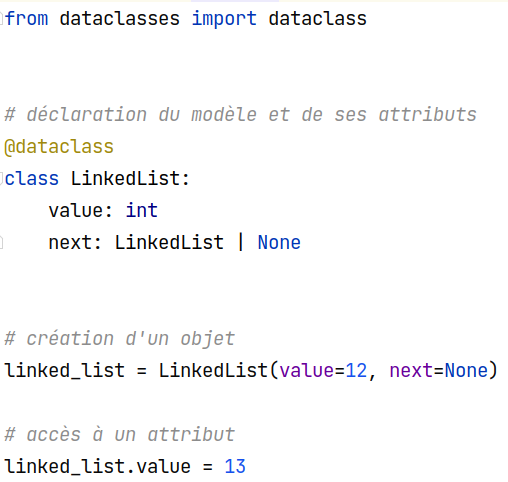 from dataclasses import dataclass
# déclaration du modèle et de ses attributs
@dataclass
class LinkedList:
    value: int
    next: LinkedList | None
# création d'un objet
linked_list = LinkedList(value=12, next=None)
# accès à un attribut
linked_list.value = 13